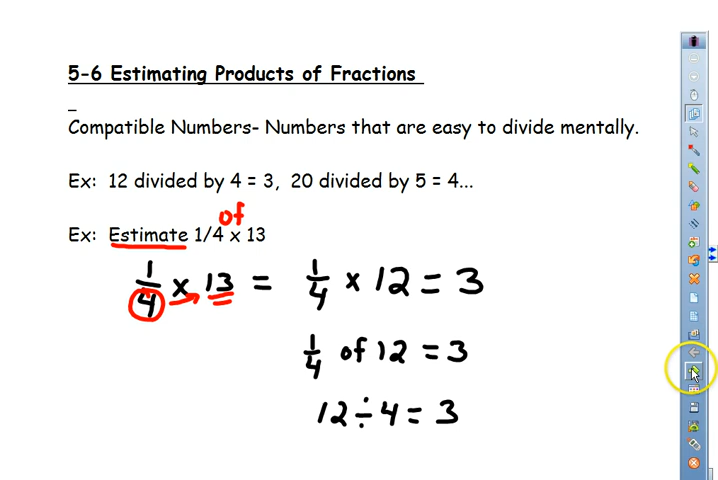 5-6 Estimating Products of Fractions
Compatible Numbers- Numbers that are easy to divide mentally.
Ex: 12 divided by 4 = 3, 20 divided by 5 = 4...
of
Ex: Estimate 1/4 x 13
1/4 x 13 = 1/4 x 12 = 3
1/4 of 12 = 3
12 ÷ 4 = 3